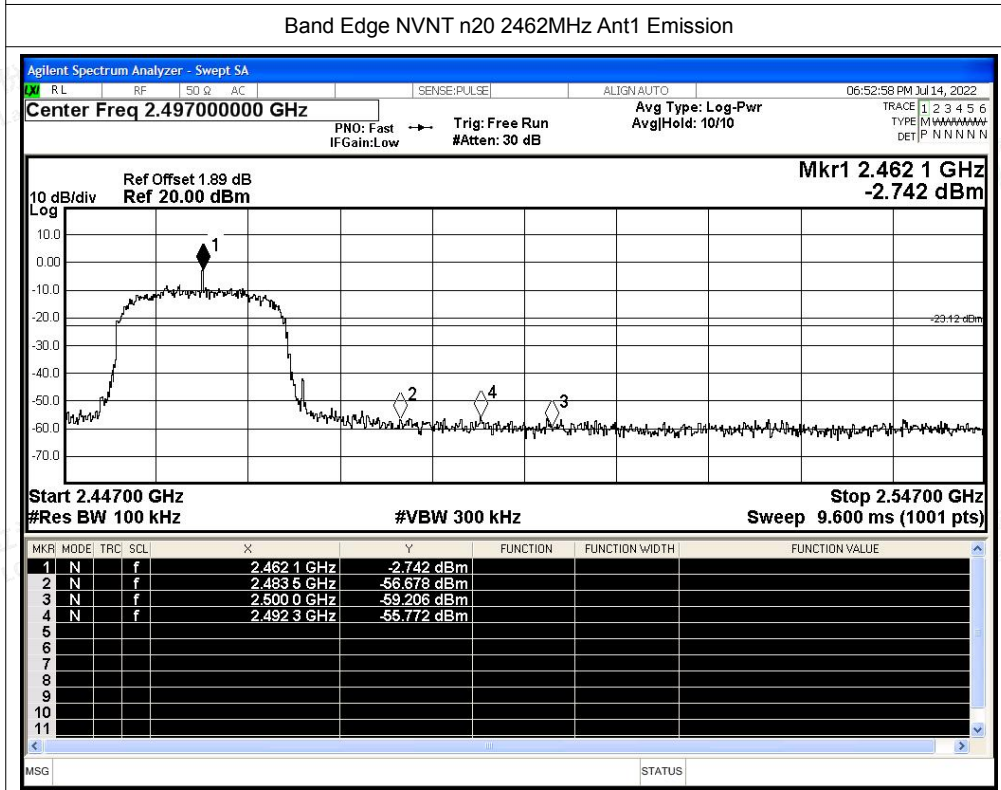 Band Edge NVNT n20 2462MHz Ant1 Emission
Agilent Spectrum Analyzer - Swept SA
LXI RL RF 50 Ω AC SENSE:PULSE ALIGN AUTO 06:52:58 PM Jul 14, 2022
Center Freq 2.497000000 GHz
PNO: Fast
IFGain:Low
Trig: Free Run
#Atten: 30 dB
Avg Type: Log-Pwr
Avg|Hold: 10/10
TRACE 1 2 3 4 5 6
TYPE M WWWWW
DET P N N N N N
Mkr1 2.462 1 GHz
-2.742 dBm
Ref Offset 1.89 dB
10 dB/div Ref 20.00 dBm
Log
10.0
0.00
-10.0
-20.0
-30.0
-40.0
-50.0
-60.0
-70.0
1
2
4
3
-23.12 dBm
Start 2.44700 GHz Stop 2.54700 GHz
#Res BW 100 kHz #VBW 300 kHz Sweep 9.600 ms (1001 pts)
MKR MODE TRC SCL X Y FUNCTION FUNCTION WIDTH FUNCTION VALUE
1 N f 2.462 1 GHz -2.742 dBm
2 N f 2.483 5 GHz -56.678 dBm
3 N f 2.500 0 GHz -59.206 dBm
4 N f 2.492 3 GHz -55.772 dBm
5
6
7
8
9
10
11
MSG STATUS